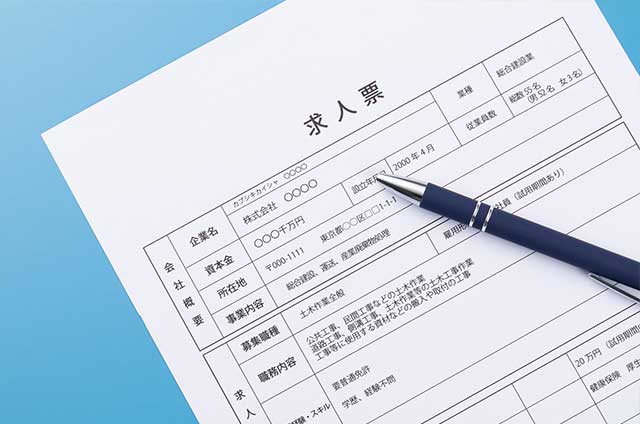 求人票
会社概要
企業名
カブシキカイシャ ○○○○
株式会社 ○○○○
業種
総合建設業
資本金
○○○千万円
設立年月
2000年4月
従業員数
総数55名
(男52名 女3名)
所在地
〒000-1111 東京都○○区□□1-1-1
事業内容
総合建設、運送、産業廃棄物処理
求人
募集職種
土木作業全般
雇用形
社員(試用期間あり)
職務内容
公共工事、民間工事などの土木作業
道路工事、側溝工事、土木作業等の土木工事作業
工事等に使用する資材などの搬入や取付の工事
経験・スキル
要普通免許
学歴、経験不問
20万円(試用期間
健康保険 厚生